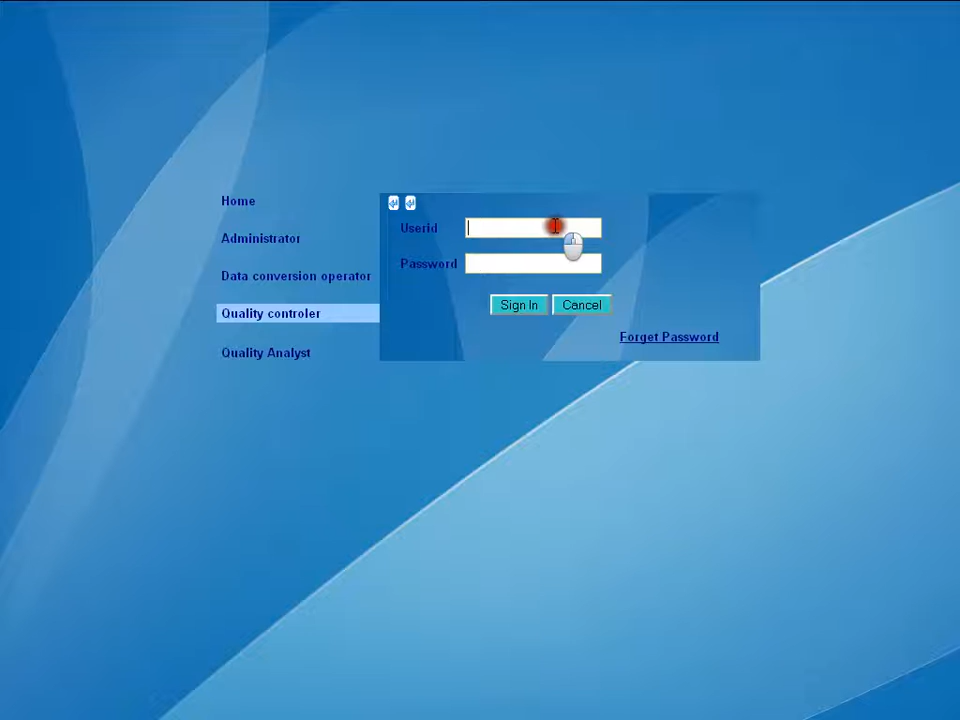 Home
Administrator
Data conversion operator
Quality controler
Quality Analyst
Userid
Password
Sign In Cancel
Forget Password